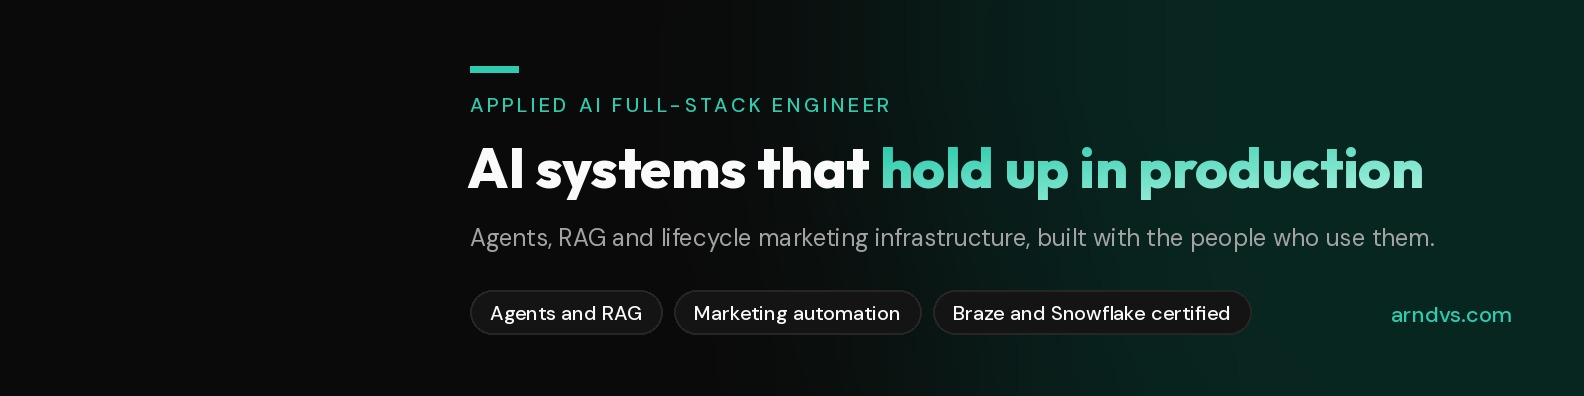 APPLIED AI FULL-STACK ENGINEER
AI systems that hold up in production
Agents, RAG and lifecycle marketing infrastructure, built with the people who use them.
Agents and RAG Marketing automation Braze and Snowflake certified arndvs.com